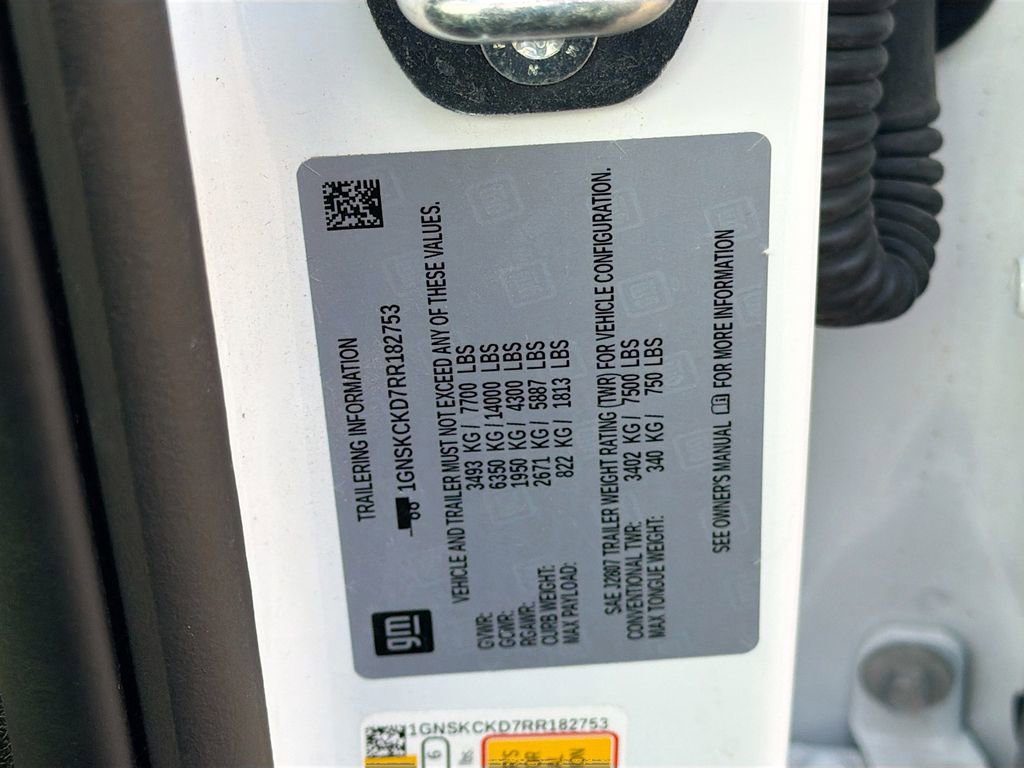 gm
TRAILERING INFORMATION
1GNSKCKD7RR182753
VEHICLE AND TRAILER MUST NOT EXCEED ANY OF THESE VALUES.
GVWR: 3493 KG / 7700 LBS
GCWR: 6350 KG / 14000 LBS
RGAWR: 1950 KG / 4300 LBS
CURB WEIGHT: 2671 KG / 5887 LBS
MAX PAYLOAD: 822 KG / 1813 LBS
SAE J2807 TRAILER WEIGHT RATING (TWR) FOR VEHICLE CONFIGURATION.
CONVENTIONAL TWR: 3402 KG / 7500 LBS
MAX TONGUE WEIGHT: 340 KG / 750 LBS
SEE OWNER'S MANUAL FOR MORE INFORMATION
1GNSKCKD7RR182753
6
lbs